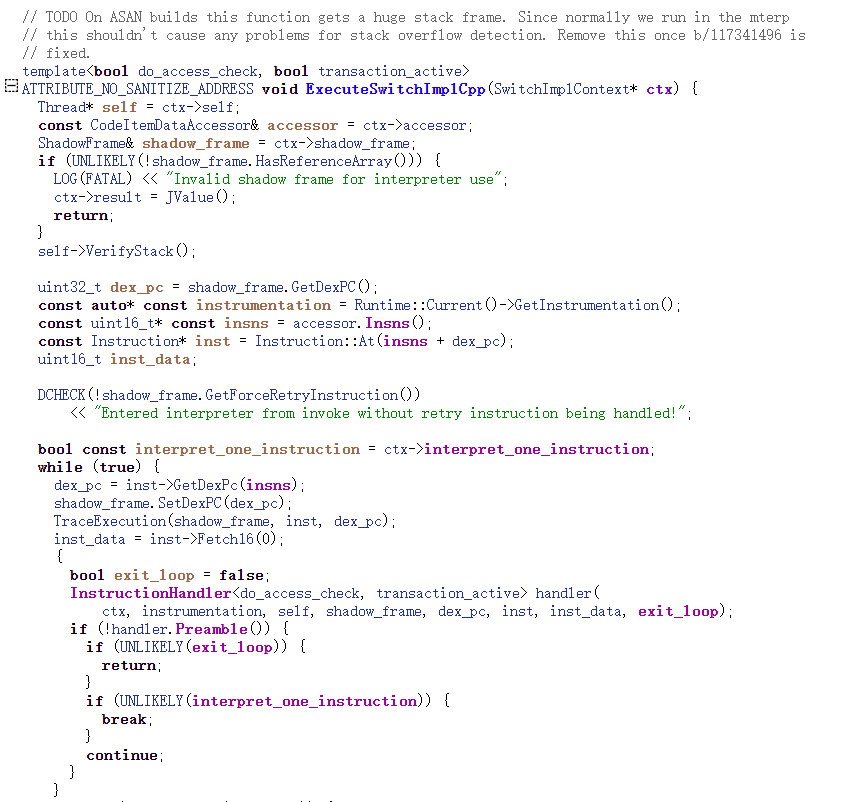 // TODO On ASAN builds this function gets a huge stack frame. Since normally we run in the mterp
// this shouldn't cause any problems for stack overflow detection. Remove this once b/117341496 is
// fixed.
template<bool do_access_check, bool transaction_active>
ATTRIBUTE_NO_SANITIZE_ADDRESS void ExecuteSwitchImplCpp(SwitchImplContext* ctx) {
  Thread* self = ctx->self;
  const CodeItemDataAccessor& accessor = ctx->accessor;
  ShadowFrame& shadow_frame = ctx->shadow_frame;
  if (UNLIKELY(!shadow_frame.HasReferenceArray())) {
    LOG(FATAL) << "Invalid shadow frame for interpreter use";
    ctx->result = JValue();
    return;
  }
  self->VerifyStack();

  uint32_t dex_pc = shadow_frame.GetDexPC();
  const auto* const instrumentation = Runtime::Current()->GetInstrumentation();
  const uint16_t* const insns = accessor.Insns();
  const Instruction* inst = Instruction::At(insns + dex_pc);
  uint16_t inst_data;

  DCHECK(!shadow_frame.GetForceRetryInstruction())
      << "Entered interpreter from invoke without retry instruction being handled!";

  bool const interpret_one_instruction = ctx->interpret_one_instruction;
  while (true) {
    dex_pc = inst->GetDexPc(insns);
    shadow_frame.SetDexPC(dex_pc);
    TraceExecution(shadow_frame, inst, dex_pc);
    inst_data = inst->Fetch16(0);
    {
      bool exit_loop = false;
      InstructionHandler<do_access_check, transaction_active> handler(
          ctx, instrumentation, self, shadow_frame, dex_pc, inst, inst_data, exit_loop);
      if (!handler.Preamble()) {
        if (UNLIKELY(exit_loop)) {
          return;
        }
        if (UNLIKELY(interpret_one_instruction)) {
          break;
        }
        continue;
      }
    }